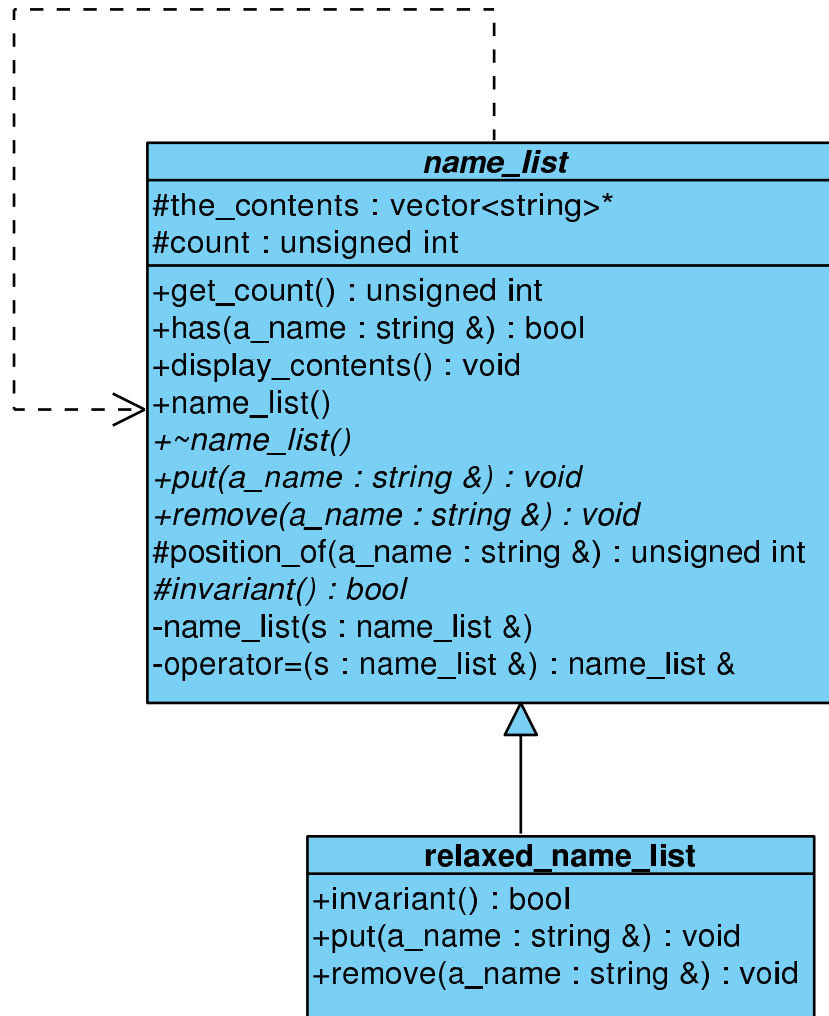 name_list
#the_contents : vector<string>*
#count : unsigned int
+get_count() : unsigned int
+has(a_name : string &) : bool
+display_contents() : void
+name_list()
+~name_list()
+put(a_name : string &) : void
+remove(a_name : string &) : void
#position_of(a_name : string &) : unsigned int
#invariant() : bool
-name_list(s : name_list &)
-operator=(s : name_list &) : name_list &
relaxed_name_list
+invariant() : bool
+put(a_name : string &) : void
+remove(a_name : string &) : void